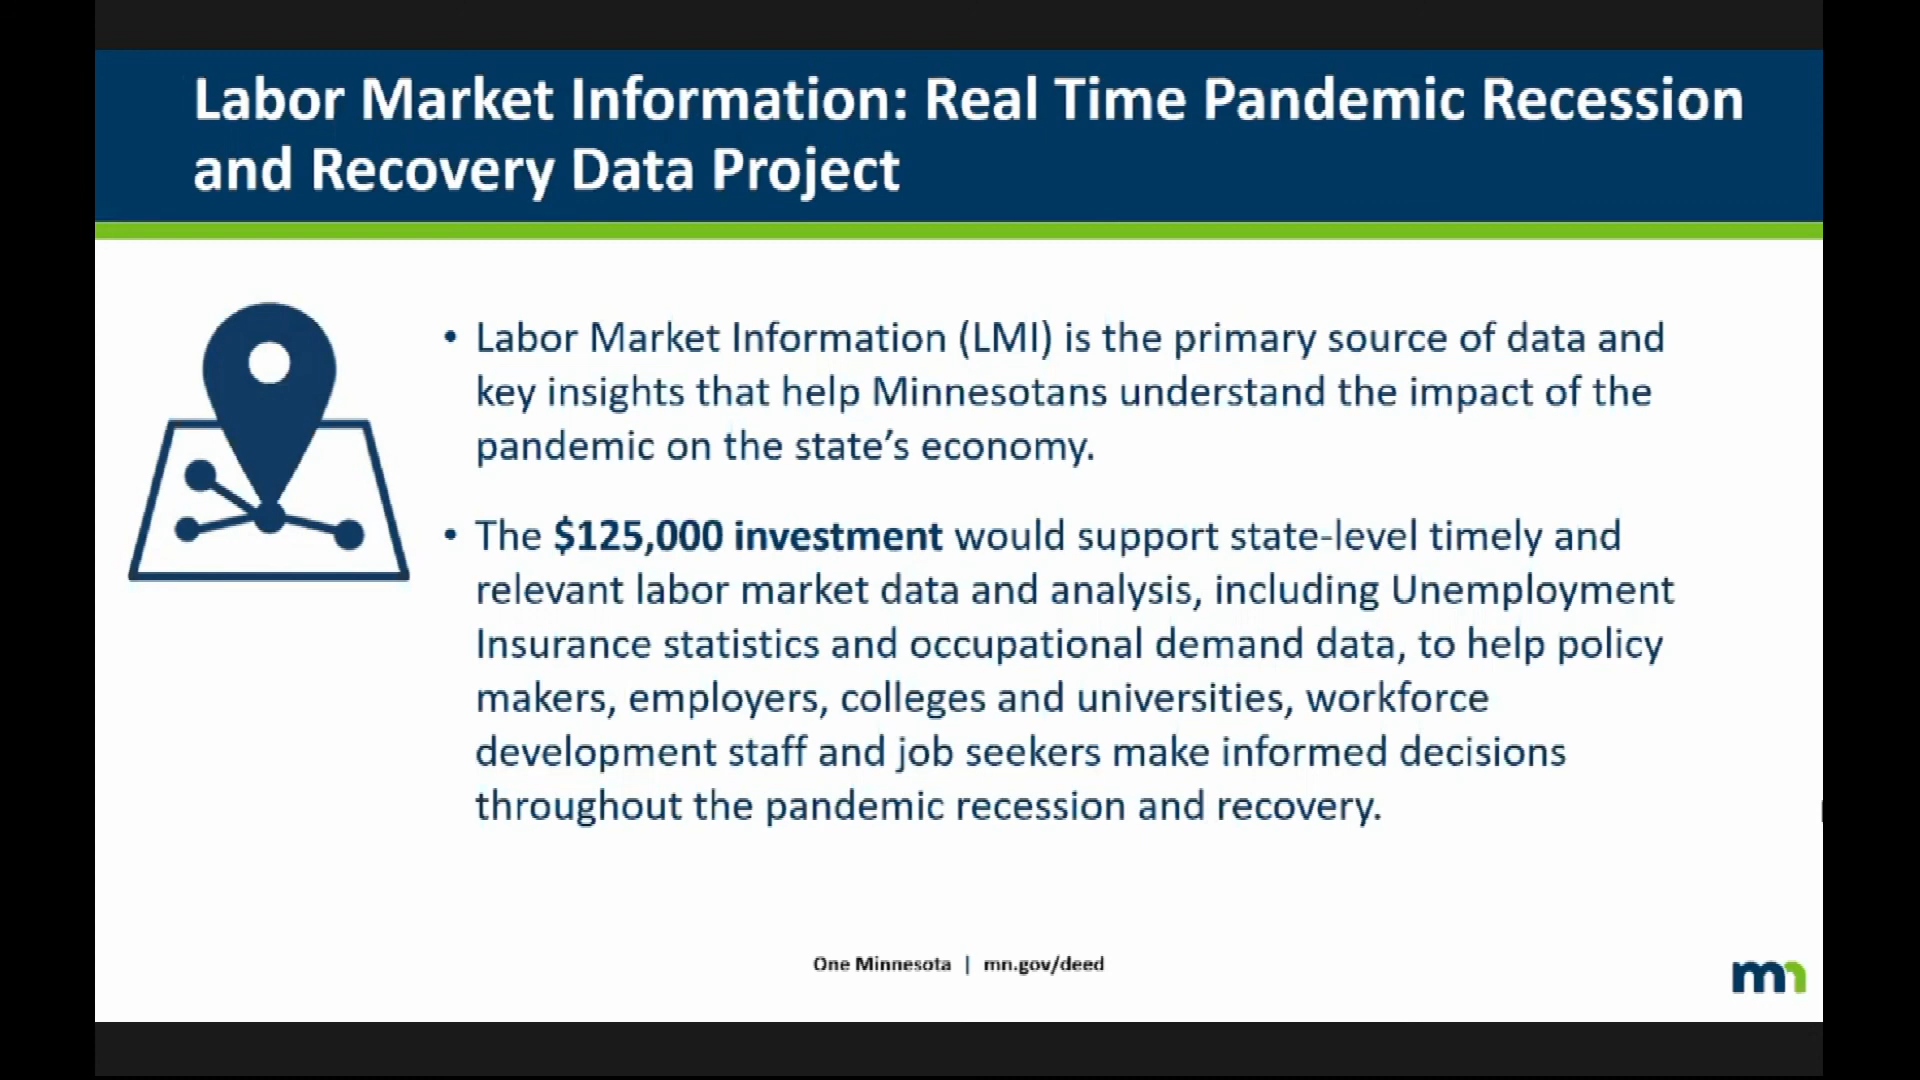 Labor Market Information: Real Time Pandemic Recession
and Recovery Data Project
• Labor Market Information (LMI) is the primary source of data and
key insights that help Minnesotans understand the impact of the
pandemic on the state’s economy.
• The $125,000 investment would support state-level timely and
relevant labor market data and analysis, including Unemployment
Insurance statistics and occupational demand data, to help policy
makers, employers, colleges and universities, workforce
development staff and job seekers make informed decisions
throughout the pandemic recession and recovery.
One Minnesota | mn.gov/deed
mn